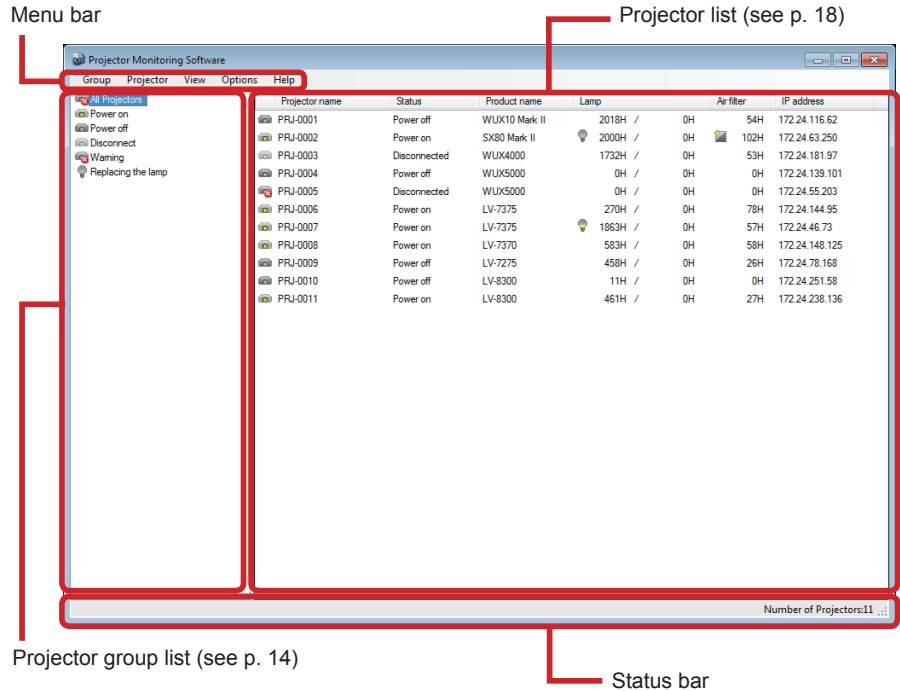 Menu bar
Projector list (see p. 18)
Projector Monitoring Software
Group Projector View Options Help
All Projectors
Power on
Power off
Disconnect
Warning
Replacing the lamp
Projector name Status Product name Lamp Air filter IP address
PRJ-0001 Power off WUX10 Mark II 2018H / 0H 54H 172.24.116.62
PRJ-0002 Power on SX80 Mark II 2000H / 0H 102H 172.24.63.250
PRJ-0003 Disconnected WUX4000 1732H / 0H 53H 172.24.181.97
PRJ-0004 Power off WUX5000 0H / 0H 0H 172.24.139.101
PRJ-0005 Disconnected WUX5000 0H / 0H 0H 172.24.55.203
PRJ-0006 Power on LV-7375 270H / 0H 78H 172.24.144.95
PRJ-0007 Power on LV-7375 1863H / 0H 57H 172.24.46.73
PRJ-0008 Power on LV-7370 583H / 0H 58H 172.24.148.125
PRJ-0009 Power off LV-7275 458H / 0H 26H 172.24.78.168
PRJ-0010 Power off LV-8300 11H / 0H 0H 172.24.251.58
PRJ-0011 Power on LV-8300 461H / 0H 27H 172.24.238.136
Number of Projectors:11
Projector group list (see p. 14)
Status bar